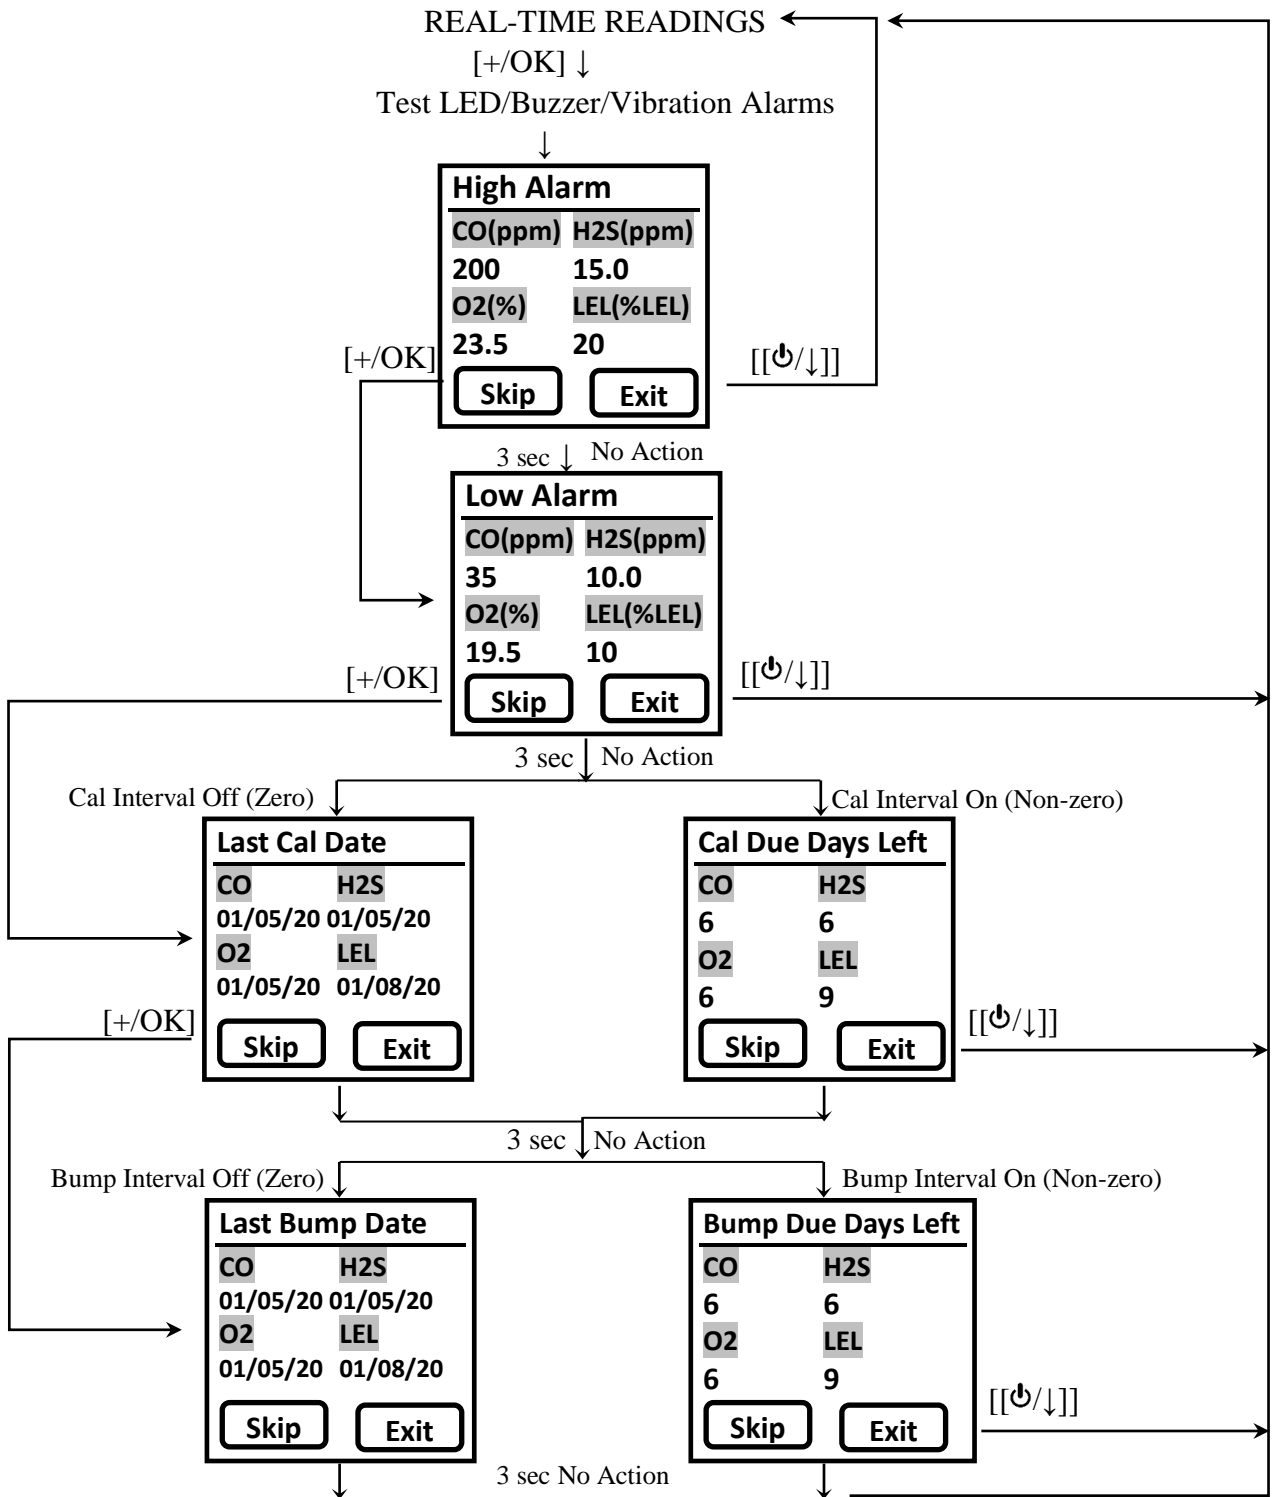 REAL-TIME READINGS
[+/OK] ↓
Test LED/Buzzer/Vibration Alarms
↓
High Alarm
CO(ppm) H2S(ppm)
200 15.0
O2(%) LEL(%LEL)
23.5 20
[+/OK]
[[⏻/↓]]
Skip Exit
3 sec ↓ No Action
Low Alarm
CO(ppm) H2S(ppm)
35 10.0
O2(%) LEL(%LEL)
19.5 10
[+/OK]
[[⏻/↓]]
Skip Exit
3 sec No Action
Cal Interval Off (Zero)
Cal Interval On (Non-zero)
Last Cal Date
CO H2S
01/05/20 01/05/20
O2 LEL
01/05/20 01/08/20
[+/OK]
Skip Exit
Cal Due Days Left
CO H2S
6 6
O2 LEL
6 9
[[⏻/↓]]
Skip Exit
3 sec No Action
Bump Interval Off (Zero)
Bump Interval On (Non-zero)
Last Bump Date
CO H2S
01/05/20 01/05/20
O2 LEL
01/05/20 01/08/20
Skip Exit
Bump Due Days Left
CO H2S
6 6
O2 LEL
6 9
[[⏻/↓]]
Skip Exit
3 sec No Action